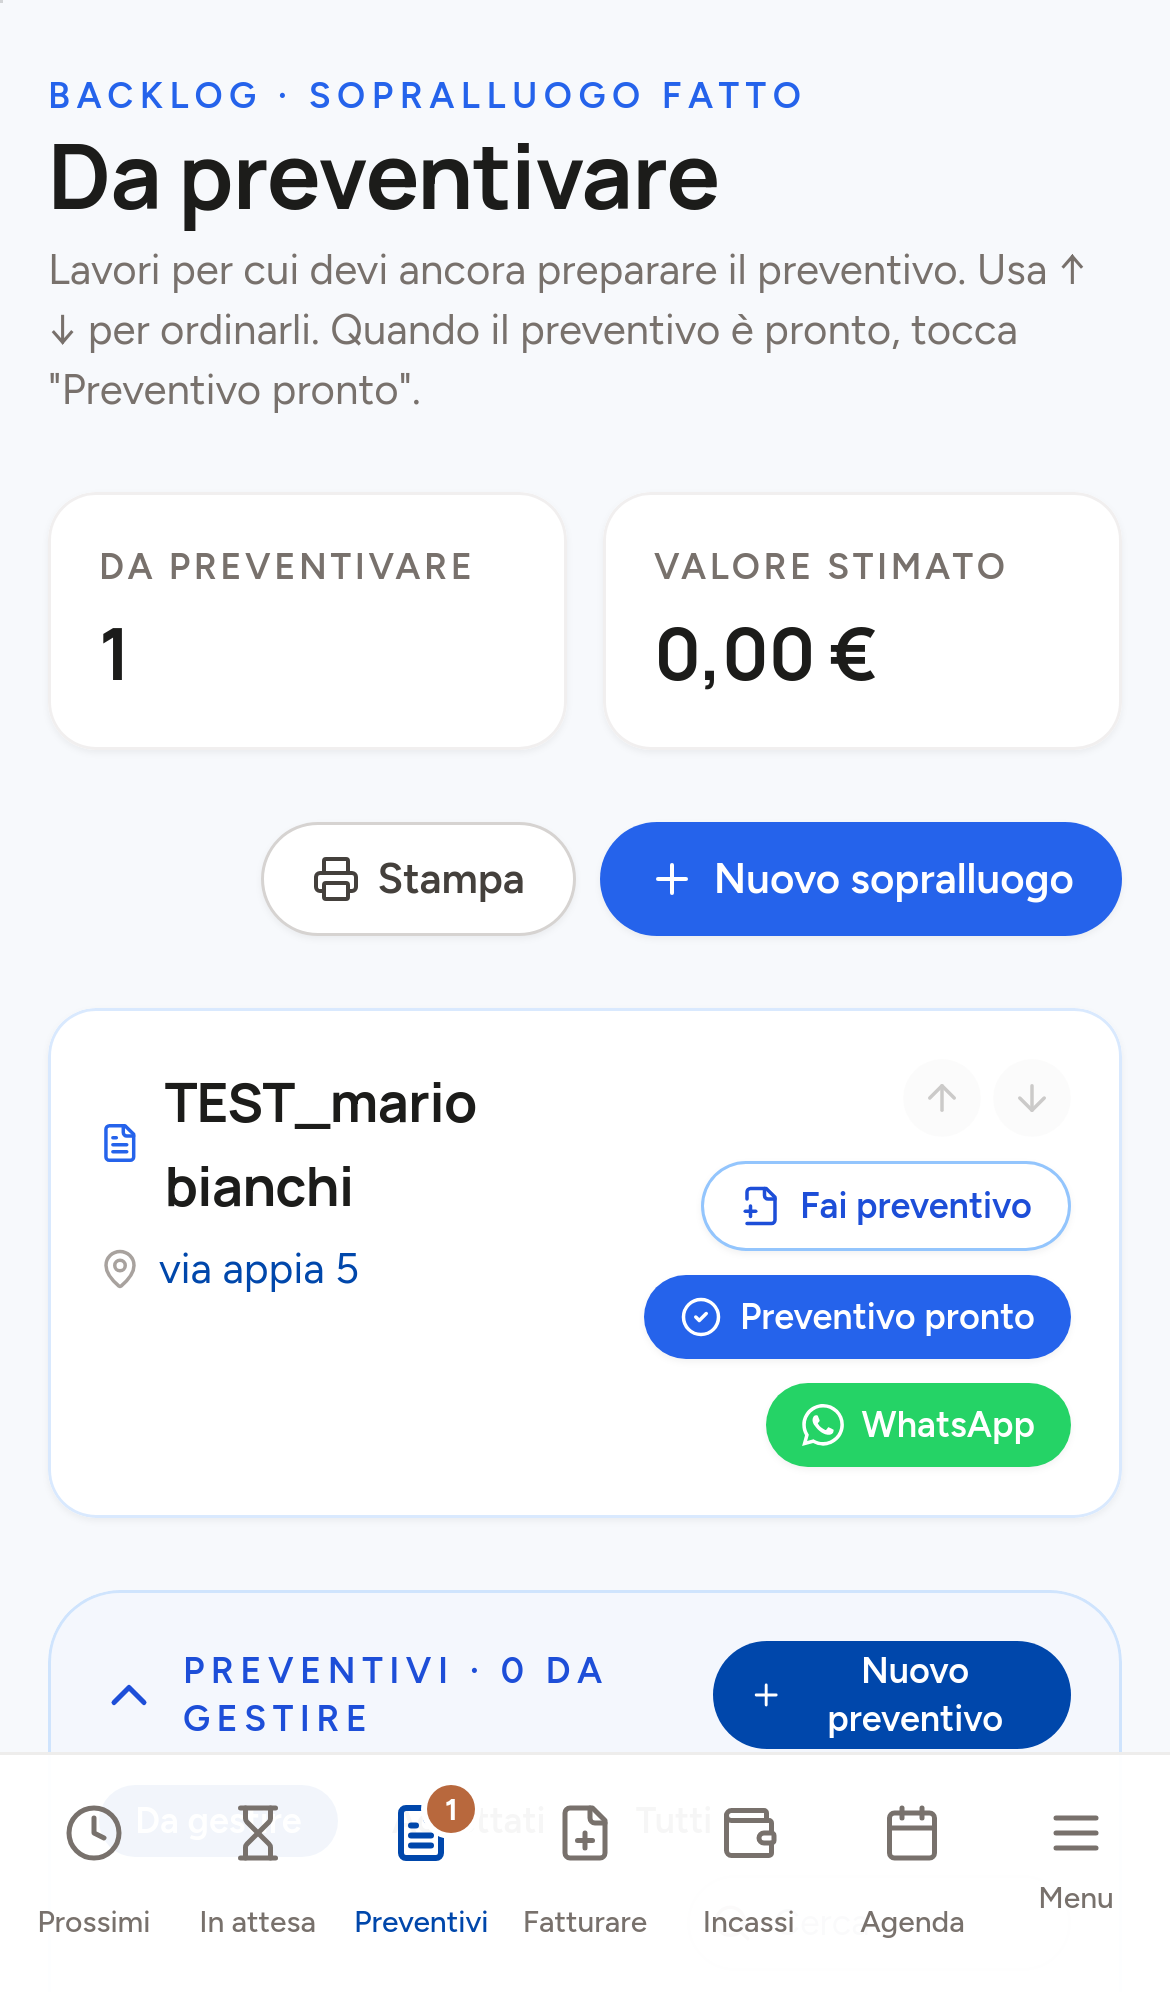 BACKLOG · SOPRALLUOGO FATTO
Da preventivare
Lavori per cui devi ancora preparare il preventivo. Usa ↑
↓ per ordinarli. Quando il preventivo è pronto, tocca
"Preventivo pronto".
DA PREVENTIVARE
1
VALORE STIMATO
0,00 €
Stampa
+ Nuovo sopralluogo
TEST_mario
bianchi
via appia 5
Fai preventivo
Preventivo pronto
WhatsApp
PREVENTIVI · 0 DA
GESTIRE
+ Nuovo
preventivo
Tutti
1
Prossimi
In attesa
Preventivi
Fatturare
Incassi
Agenda
Menu